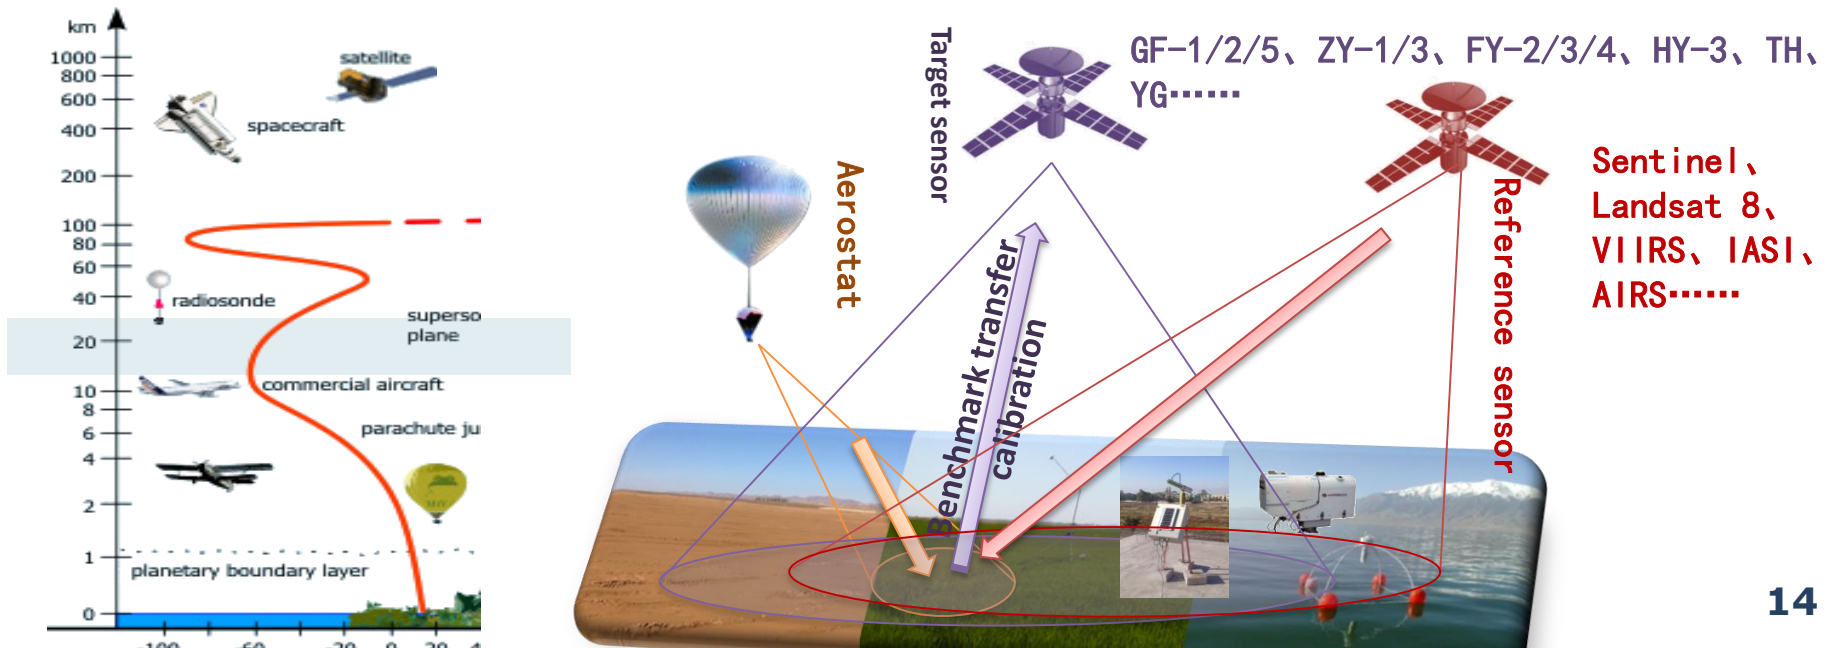 km
1000
800
600
400
200
100
80
60
40
20
10
8
6
4
2
1
0
satellite
spacecraft
radiosonde
superso
plane
commercial aircraft
parachute ju
planetary boundary layer
0
Aerostat
Target sensor
GF-1/2/5、ZY-1/3、FY-2/3/4、HY-3、TH、
YG……
Benchmark transfer
calibration
Reference sensor
Sentinel、
Landsat 8、
VIIRS、IASI、
AIRS……
14